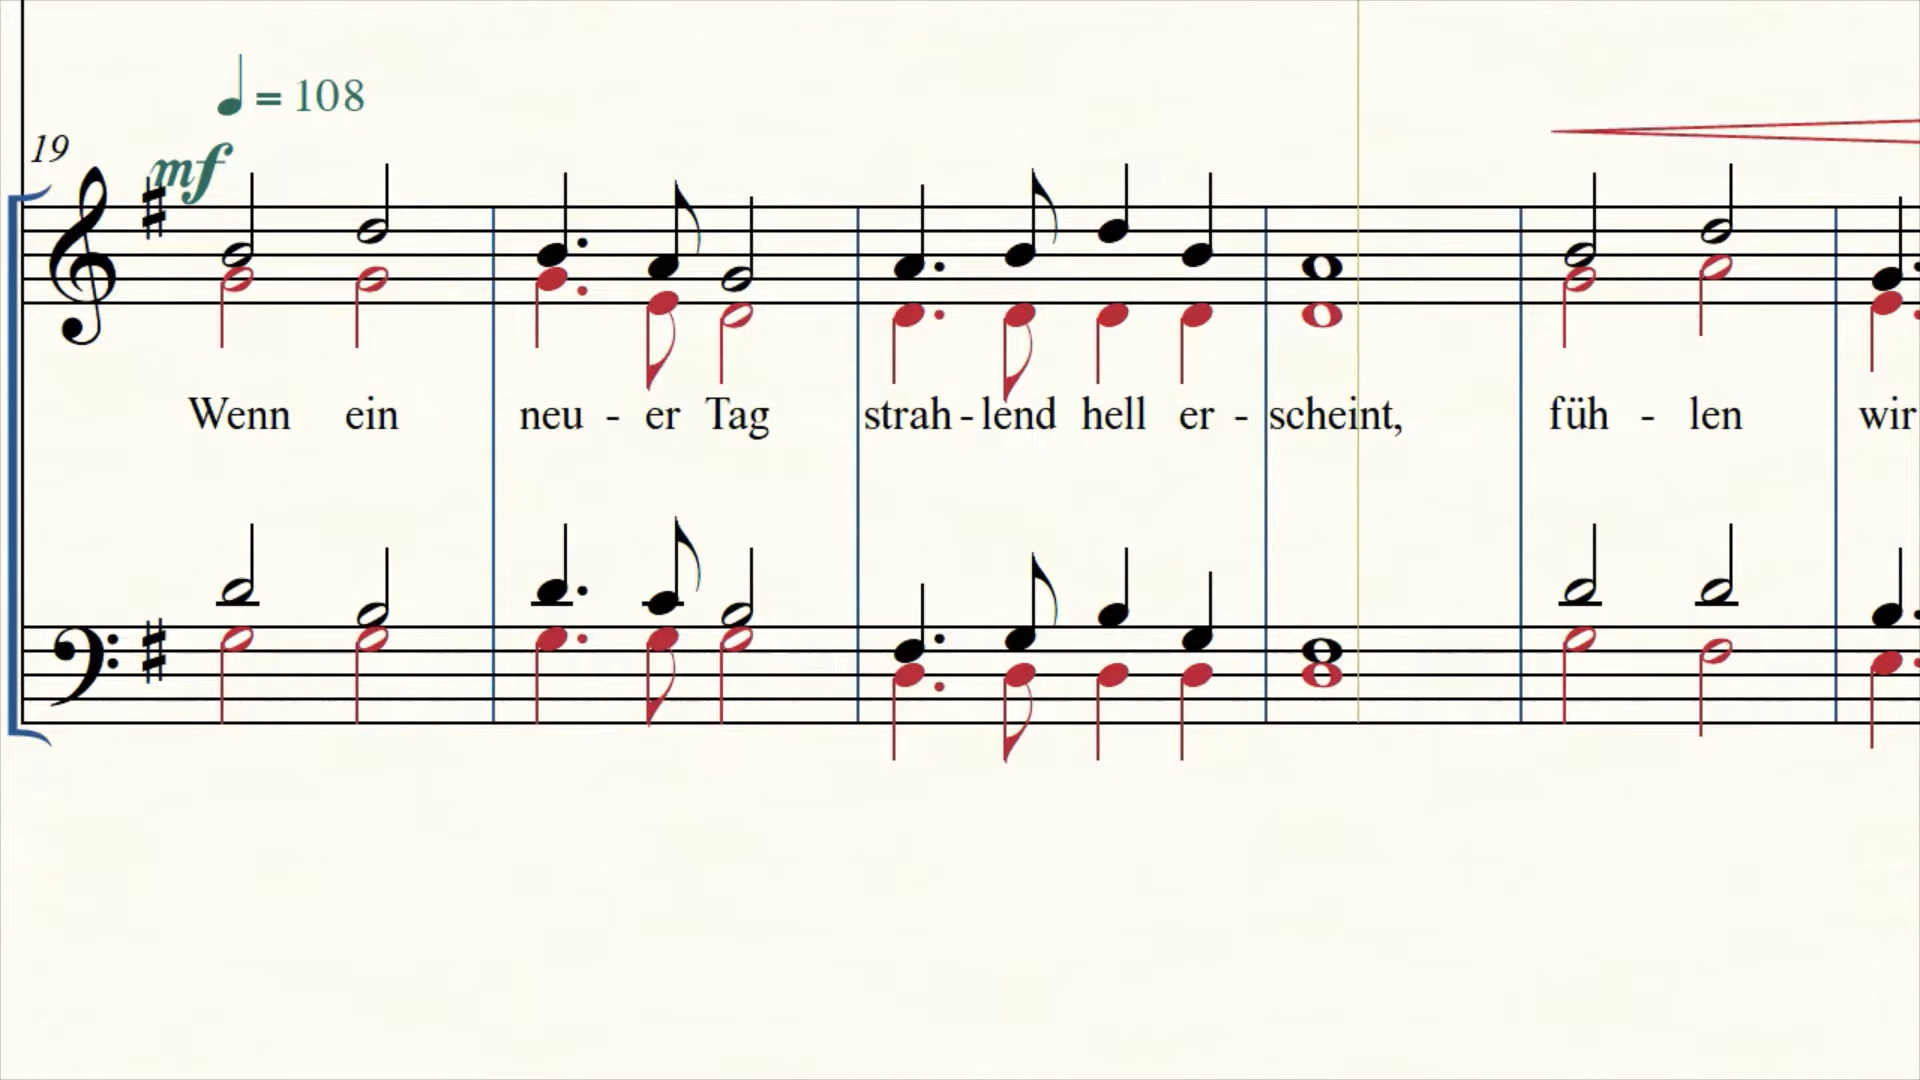 = 108
19
mf
Wenn ein neu - er Tag strah - lend hell er - scheint, füh - len wir